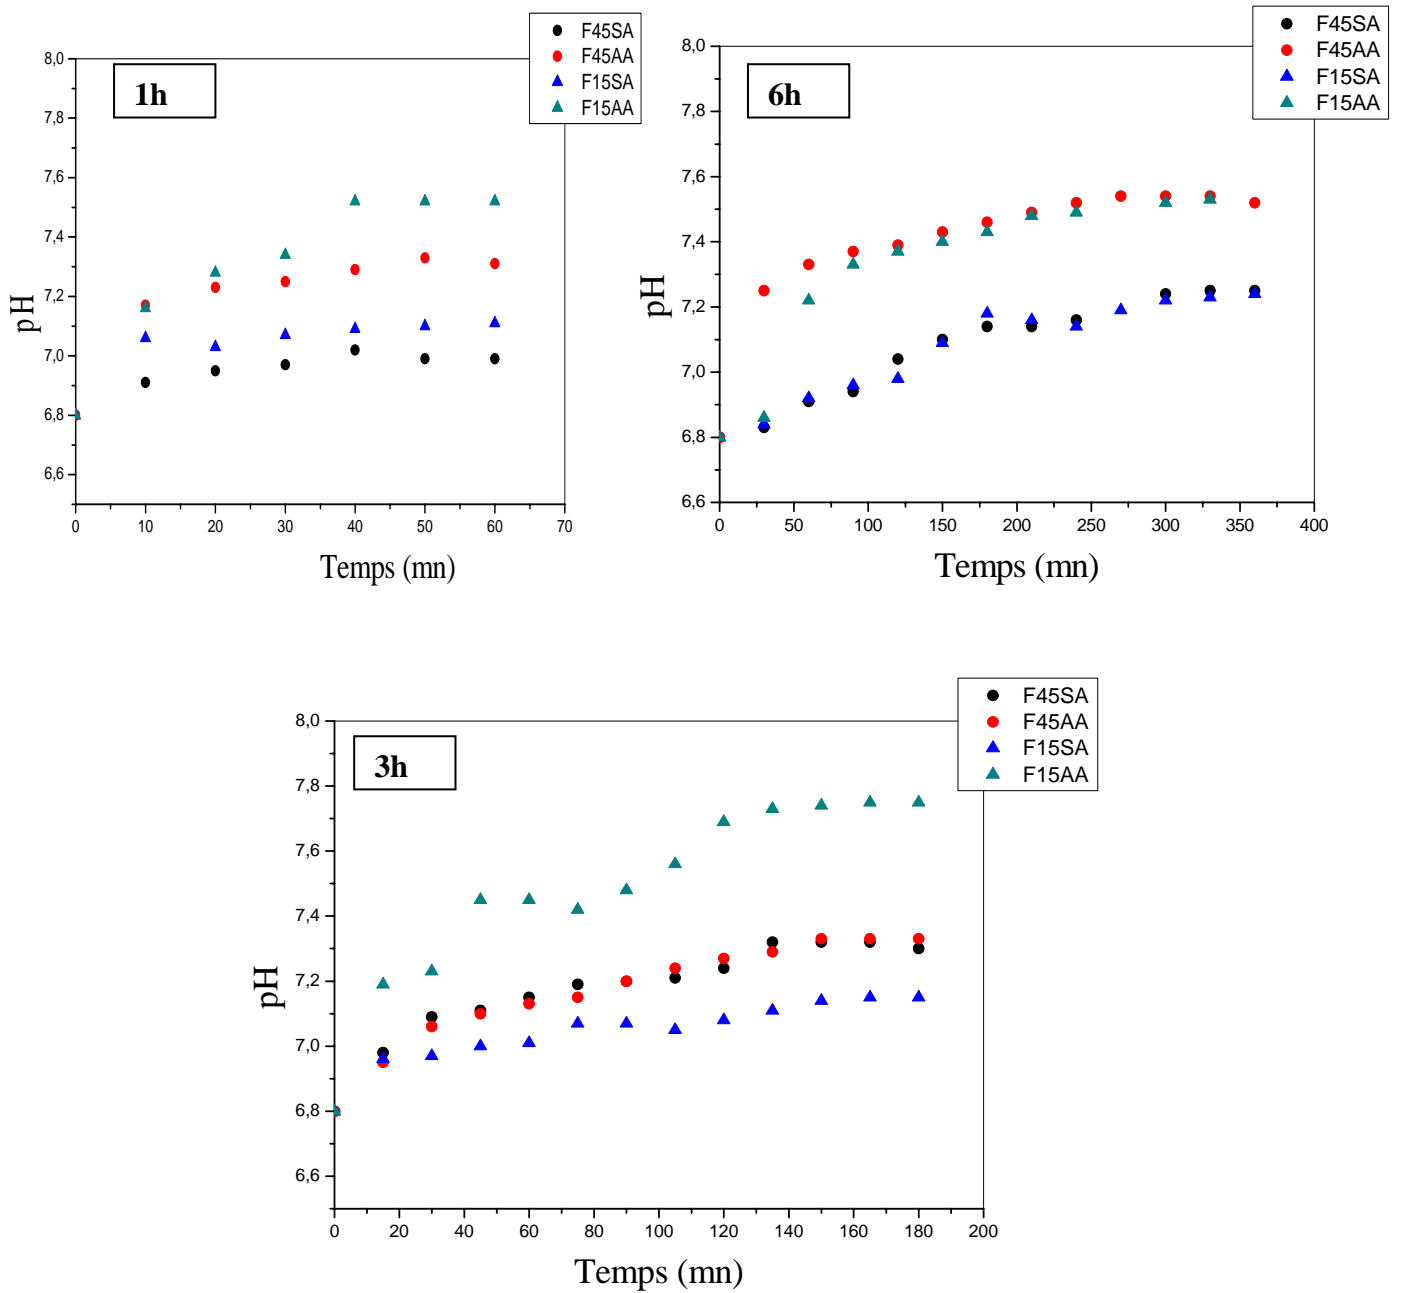 F45SA
F45AA
F15SA
F15AA
1h
8,0
7,8
7,6
7,4
7,2
7,0
6,8
6,6
pH
0 10 20 30 40 50 60 70
Temps (mn)
F45SA
F45AA
F15SA
F15AA
6h
8,0
7,8
7,6
7,4
7,2
7,0
6,8
6,6
pH
0 50 100 150 200 250 300 350 400
Temps (mn)
F45SA
F45AA
F15SA
F15AA
3h
8,0
7,8
7,6
7,4
7,2
7,0
6,8
6,6
pH
0 20 40 60 80 100 120 140 160 180 200
Temps (mn)